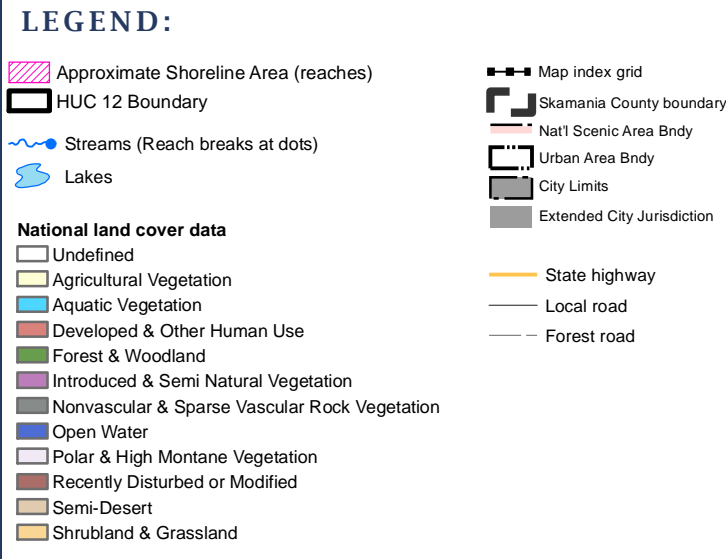 LEGEND:
Approximate Shoreline Area (reaches)
HUC 12 Boundary
Streams (Reach breaks at dots)
Lakes
National land cover data
Undefined
Agricultural Vegetation
Aquatic Vegetation
Developed & Other Human Use
Forest & Woodland
Introduced & Semi Natural Vegetation
Nonvascular & Sparse Vascular Rock Vegetation
Open Water
Polar & High Montane Vegetation
Recently Disturbed or Modified
Semi-Desert
Shrubland & Grassland
Map index grid
Skamania County boundary
Nat'l Scenic Area Bndy
Urban Area Bndy
City Limits
Extended City Jurisdiction
State highway
Local road
Forest road